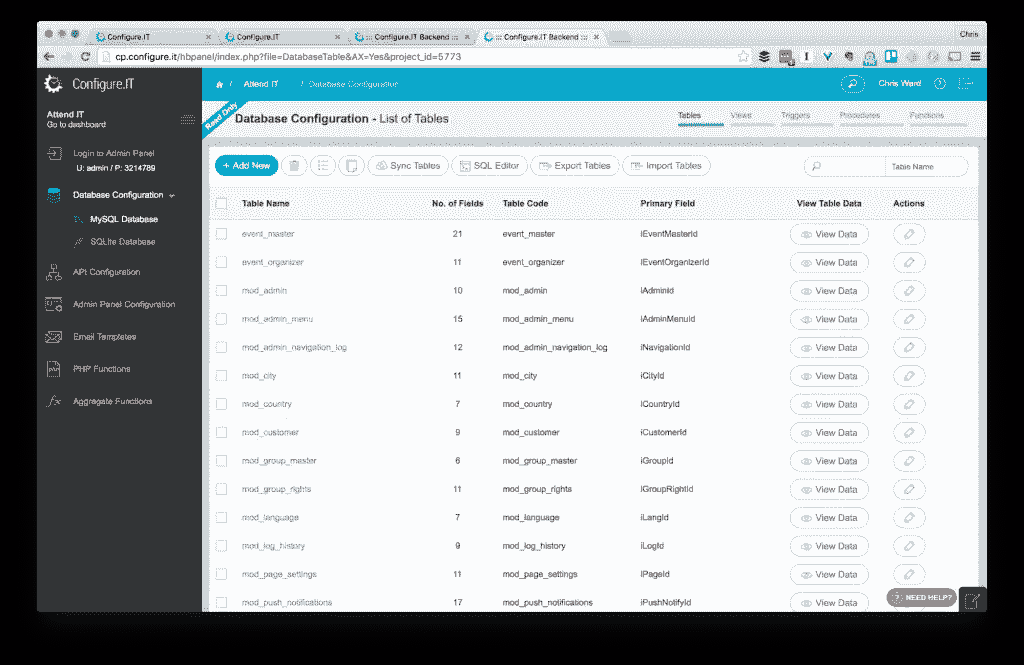 Chris
Configure.IT
Configure.IT
::: Configure.IT Backend :::
::: Configure.IT Backend :::
cp.configure.it/hbpanel/index.php?file=DatabaseTable&AX=Yes&project_id=5773
Configure.IT
Attend IT
Database Configuration
Chris Ward
Attend IT
Go to dashboard
Read Only
Database Configuration - List of Tables
Tables
Views
Triggers
Procedures
Functions
Login to Admin Panel
U: admin / P: 3214789
Database Configuration
MySQL Database
SQLite Database
API Configuration
Admin Panel Configuration
Email Templates
PHP Functions
Aggregate Functions
+ Add New
Sync Tables
SQL Editor
Export Tables
Import Tables
Table Name
Table Name No. of Fields Table Code Primary Field View Table Data Actions
event_master 21 event_master iEventMasterId View Data
event_organizer 11 event_organizer iEventOrganizerId View Data
mod_admin 10 mod_admin iAdminId View Data
mod_admin_menu 15 mod_admin_menu iAdminMenuId View Data
mod_admin_navigation_log 12 mod_admin_navigation_log iNavigationId View Data
mod_city 11 mod_city iCityId View Data
mod_country 7 mod_country iCountryId View Data
mod_customer 9 mod_customer iCustomerId View Data
mod_group_master 6 mod_group_master iGroupId View Data
mod_group_rights 11 mod_group_rights iGroupRightId View Data
mod_language 7 mod_language iLangId View Data
mod_log_history 9 mod_log_history iLogId View Data
mod_page_settings 11 mod_page_settings iPageId View Data
mod_push_notifications 17 mod_push_notifications iPushNotifyId View Data
? NEED HELP?